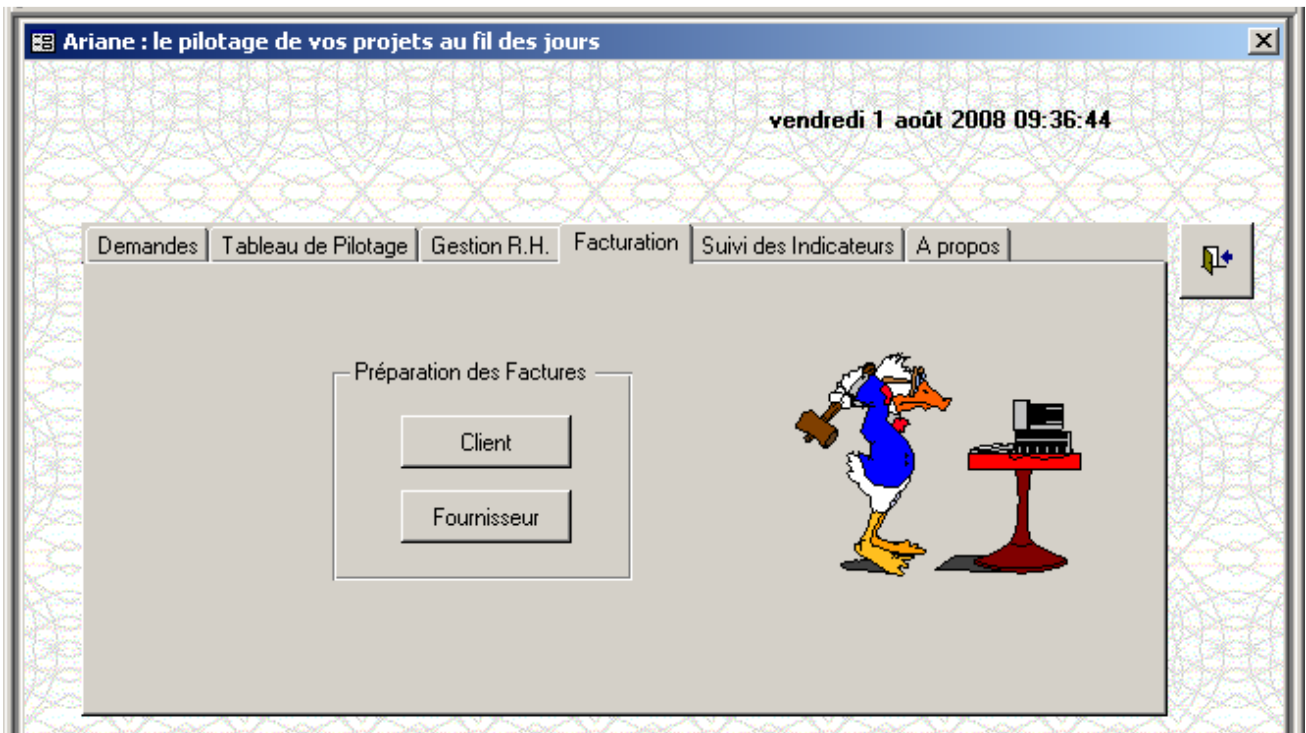 Ariane : le pilotage de vos projets au fil des jours
vendredi 1 août 2008 09:36:44
Demandes Tableau de Pilotage Gestion R.H. Facturation Suivi des Indicateurs A propos
Préparation des Factures
Client
Fournisseur